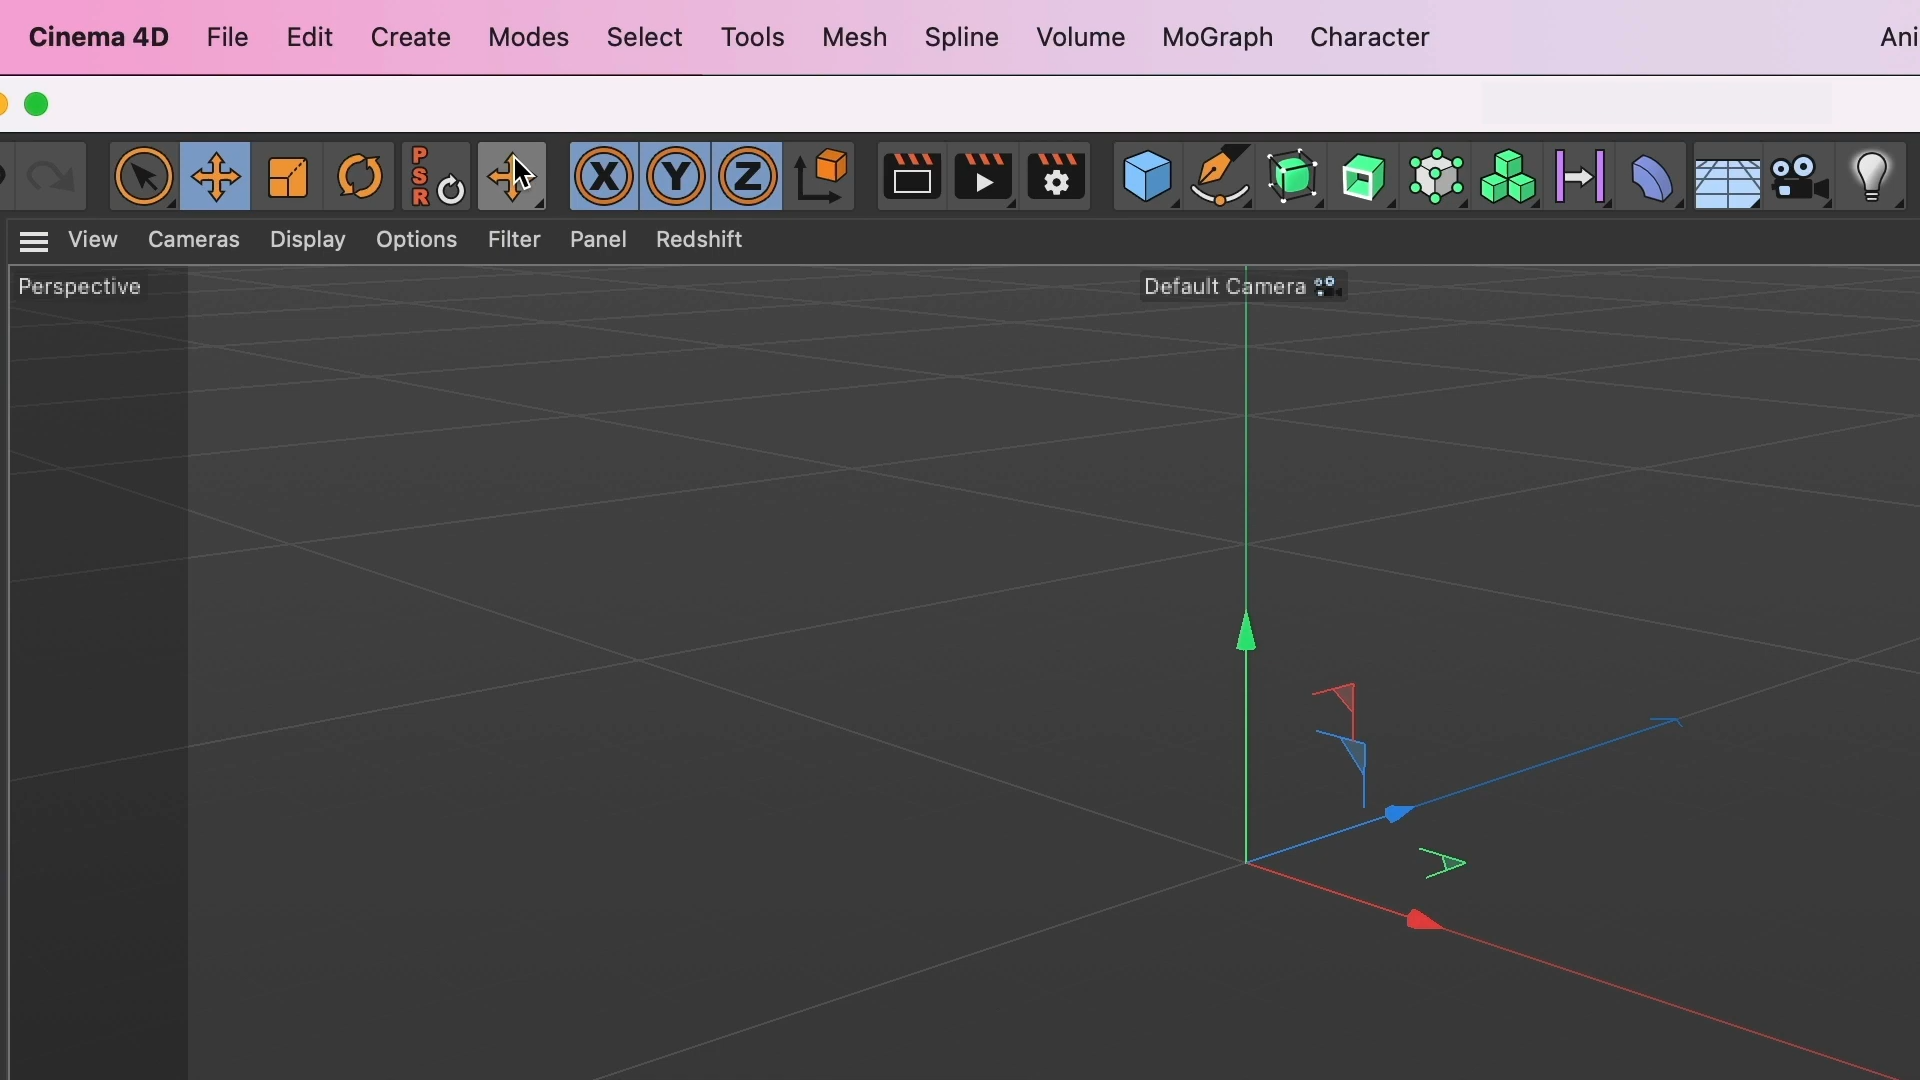 Cinema 4D File Edit Create Modes Select Tools Mesh Spline Volume MoGraph Character Ani
PSR X Y Z
View Cameras Display Options Filter Panel Redshift
Perspective Default Camera